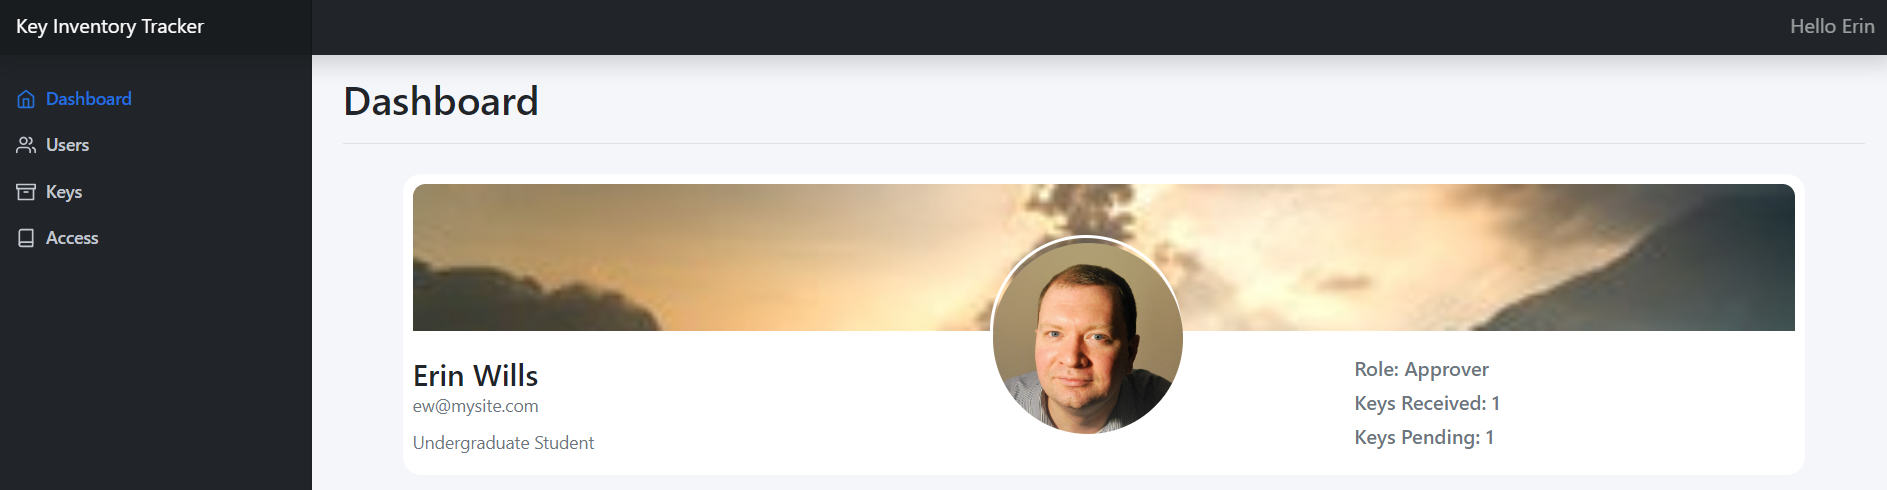 Key Inventory Tracker
Hello Erin
Dashboard
Users
Keys
Access
Dashboard
Erin Wills
ew@mysite.com
Undergraduate Student
Role: Approver
Keys Received: 1
Keys Pending: 1